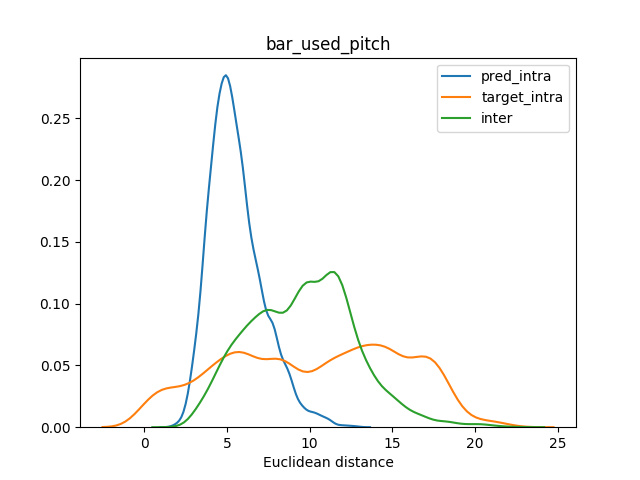 bar_used_pitch
pred_intra
target_intra
inter
0.25
0.20
0.15
0.10
0.05
0.00
0 5 10 15 20 25
Euclidean distance